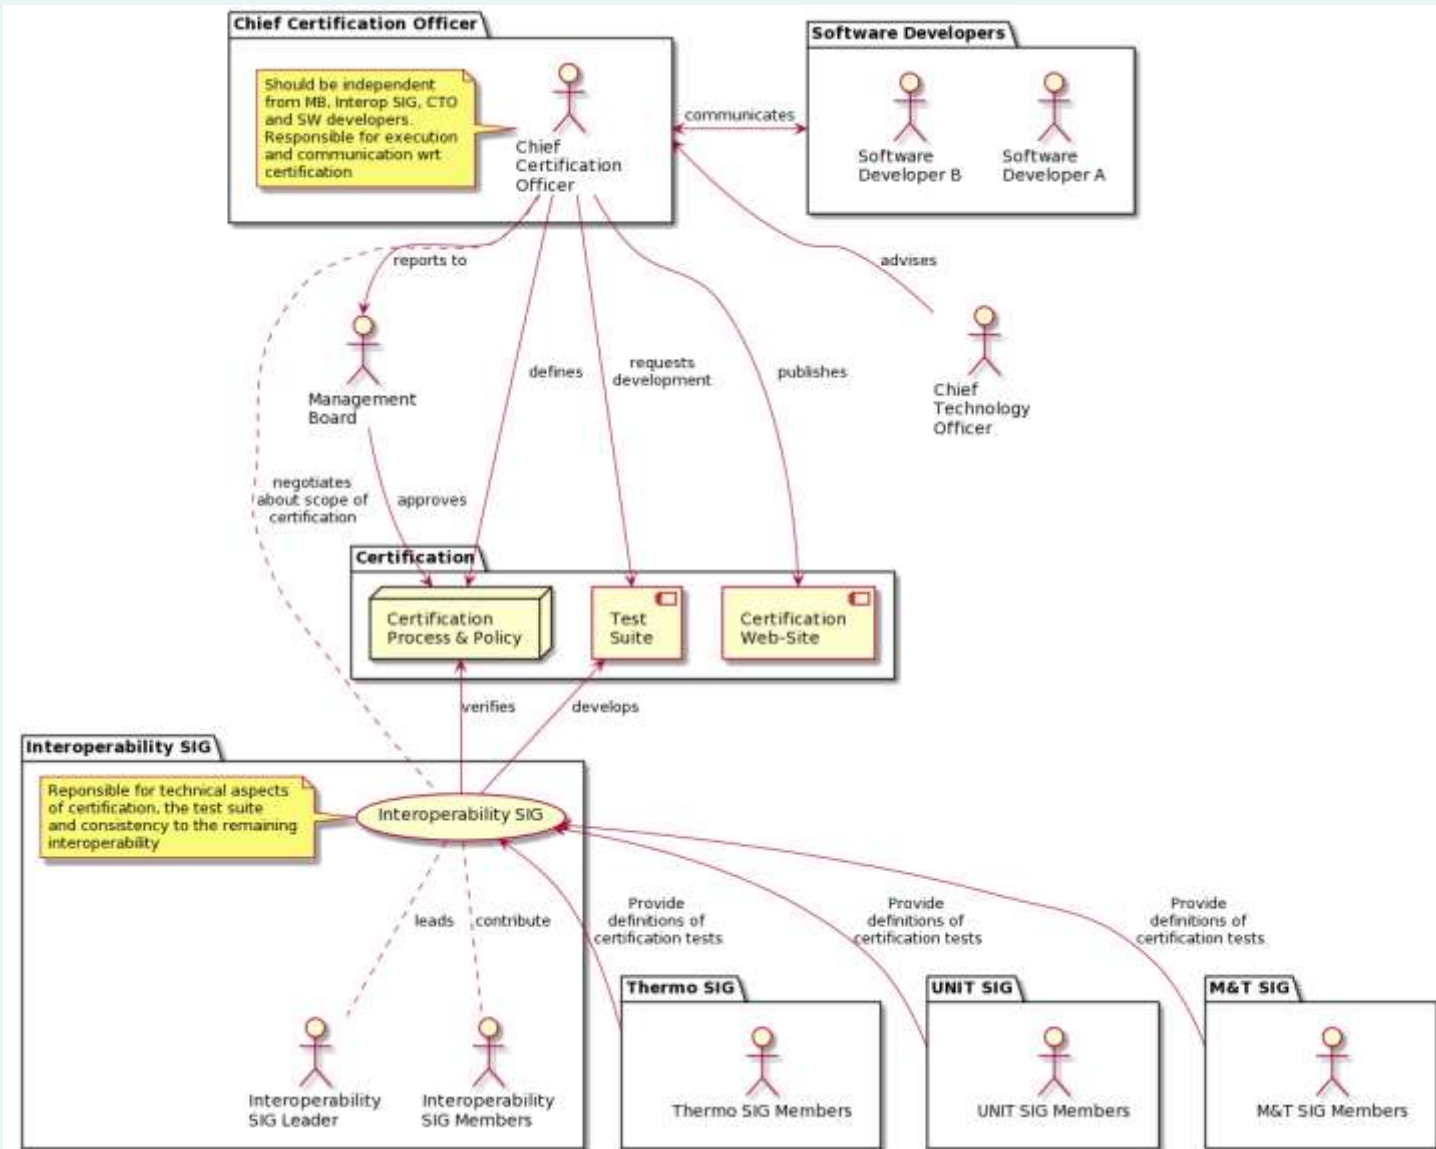 Chief Certification Officer
Should be independent
from MB, Interop SIG, CTO
and SW developers.
Responsible for execution
and communication wrt
certification
Chief
Certification
Officer
communicates
Software Developers
Software
Developer B
Software
Developer A
reports to
advises
Management
Board
defines
requests
development
publishes
Chief
Technology
Officer
negotiates
about scope of
certification
approves
Certification
Certification
Process & Policy
Test
Suite
Certification
Web-Site
verifies
develops
Interoperability SIG
Reponsible for technical aspects
of certification, the test suite
and consistency to the remaining
interoperability
Interoperability SIG
leads
contribute
Provide
definitions of
certification tests
Provide
definitions of
certification tests
Provide
definitions of
certification tests
Interoperability
SIG Leader
Interoperability
SIG Members
Thermo SIG
Thermo SIG Members
UNIT SIG
UNIT SIG Members
M&T SIG
M&T SIG Members